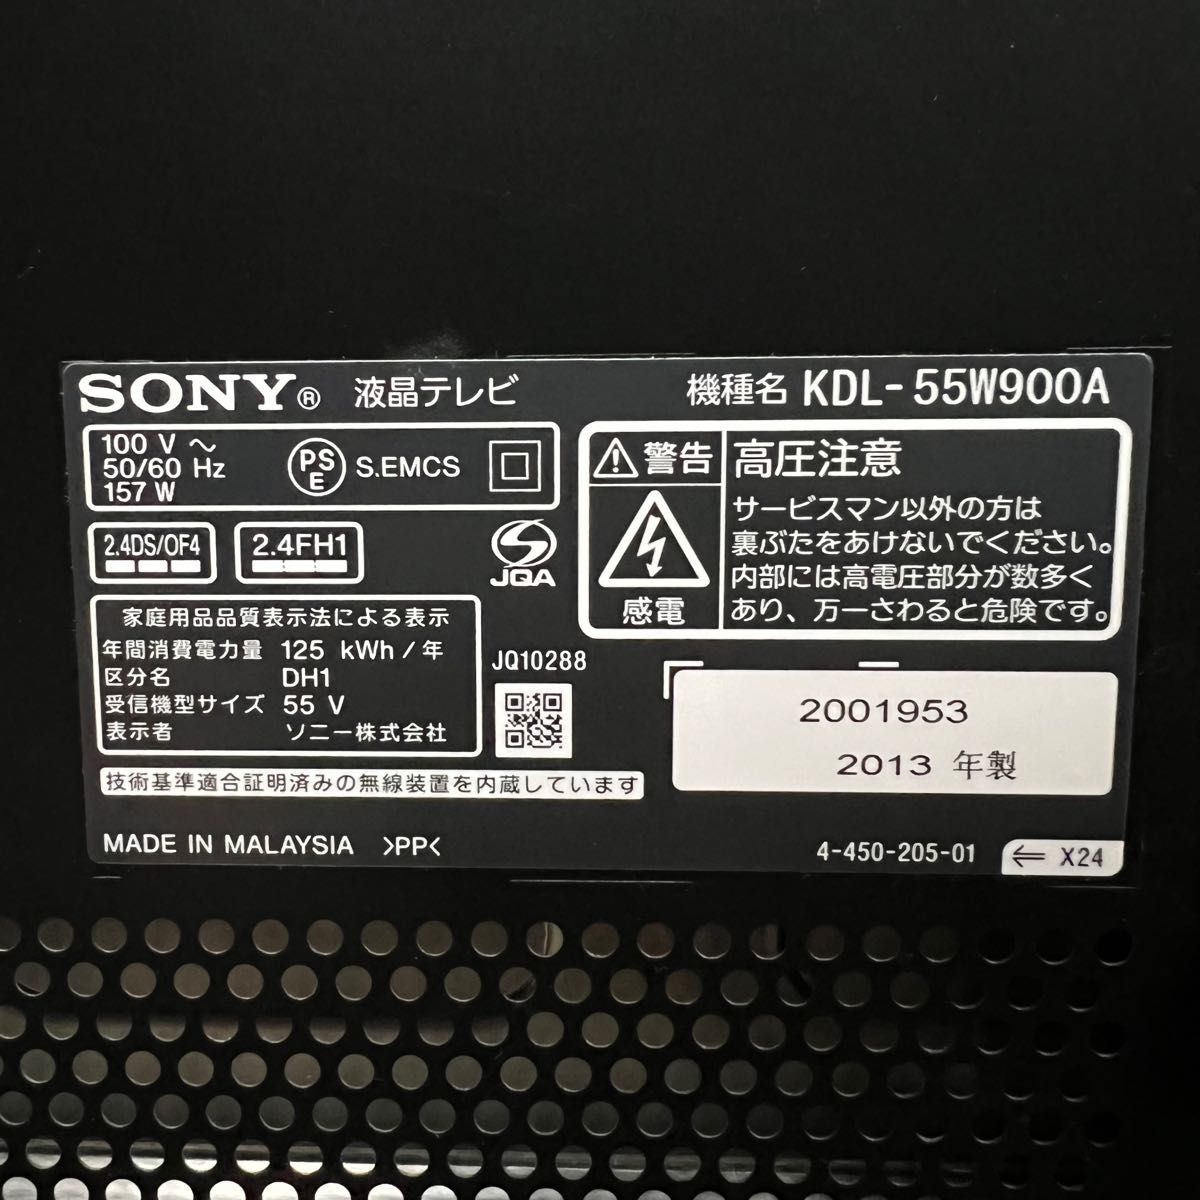 SONY® 液晶テレビ 機種名 KDL-55W900A
100 V ～
50/60 Hz
157 W
PS
E
S.EMCS
警告
高圧注意
サービスマン以外の方は
裏ぶたをあけないでください。
内部には高電圧部分が数多く
あり、万一さわると危険です。
感電
2.4DS/OF4 2.4FH1
JQA
家庭用品品質表示法による表示
年間消費電力量 125 kWh/年
区分名 DH1
受信機型サイズ 55 V
表示者 ソニー株式会社
JQ10288
2001953
2013 年製
技術基準適合証明済みの無線装置を内蔵しています
MADE IN MALAYSIA >PP<
4-450-205-01
⇐ X24